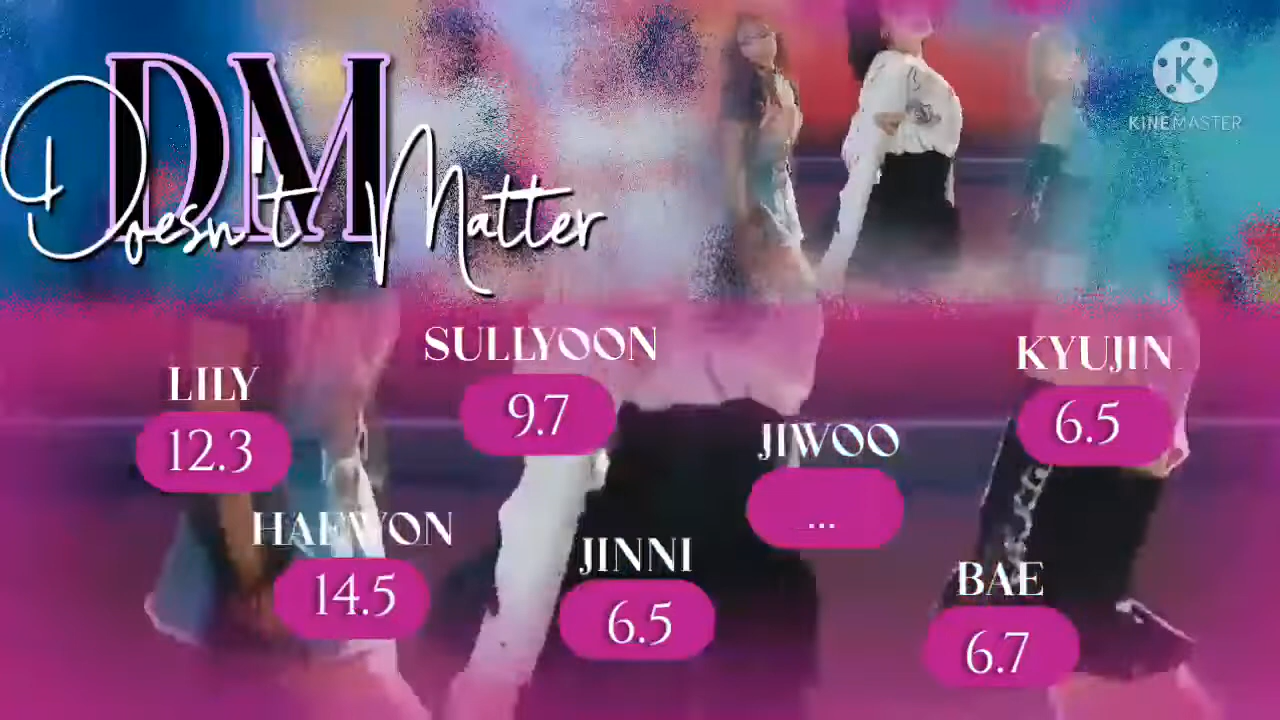 DM
Doesn't Matter
KINEMASTER
LILY
12.3
HAEWON
14.5
SULLYOON
9.7
JINNI
6.5
JIWOO
...
KYUJIN
6.5
BAE
6.7